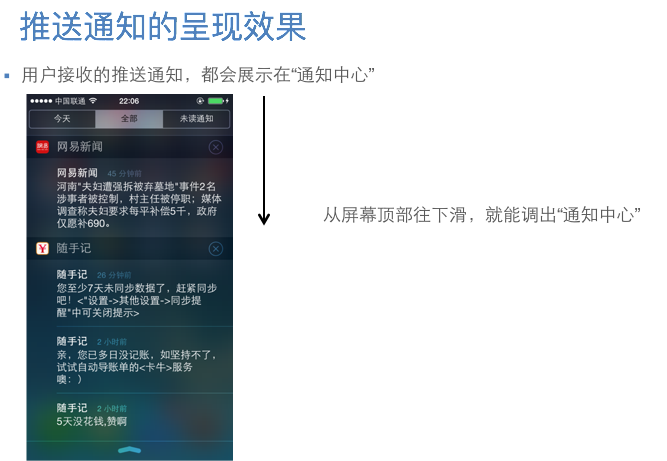 推送通知的呈现效果
用户接收的推送通知，都会展示在“通知中心”
中国联通 22:06
今天 全部 未读通知
网易 网易新闻
网易新闻 45 分钟前
河南"夫妇遭强拆被弃墓地"事件2名
涉事者被控制，村主任被停职；媒体
调查称夫妇要求每平补偿5千，政府
仅愿补690。
随手记
随手记 26 分钟前
您至少7天未同步数据了，赶紧同步
吧！<"设置->其他设置->同步提
醒"中可关闭提示>
随手记 2 小时前
亲，您已多日没记账，如坚持不了，
试试自动导账单的<卡牛>服务
噢：）
随手记 2 小时前
5天没花钱,赞啊
从屏幕顶部往下滑，就能调出“通知中心”